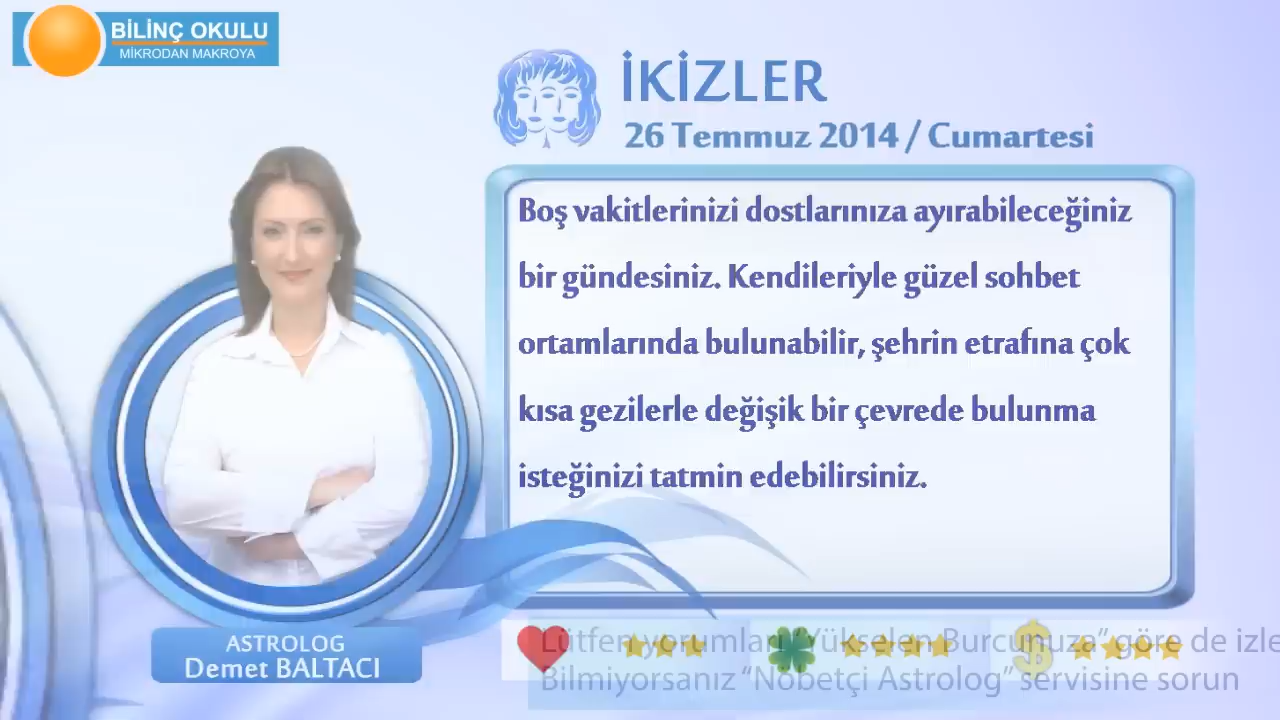 BİLİNÇ OKULU
MİKRODAN MAKROYA
İKİZLER
26 Temmuz 2014 / Cumartesi
Boş vakitlerinizi dostlarınıza ayırabileceğiniz
bir gündesiniz. Kendileriyle güzel sohbet
ortamlarında bulunabilir, şehrin etrafına çok
kısa gezilerle değişik bir çevrede bulunma
isteğinizi tatmin edebilirsiniz.
ASTROLOG
Demet BALTACI
Lütfen yorumları "Yükselen Burcunuza" göre de izle
Bilmiyorsanız "Nöbetçi Astrolog" servisine sorun